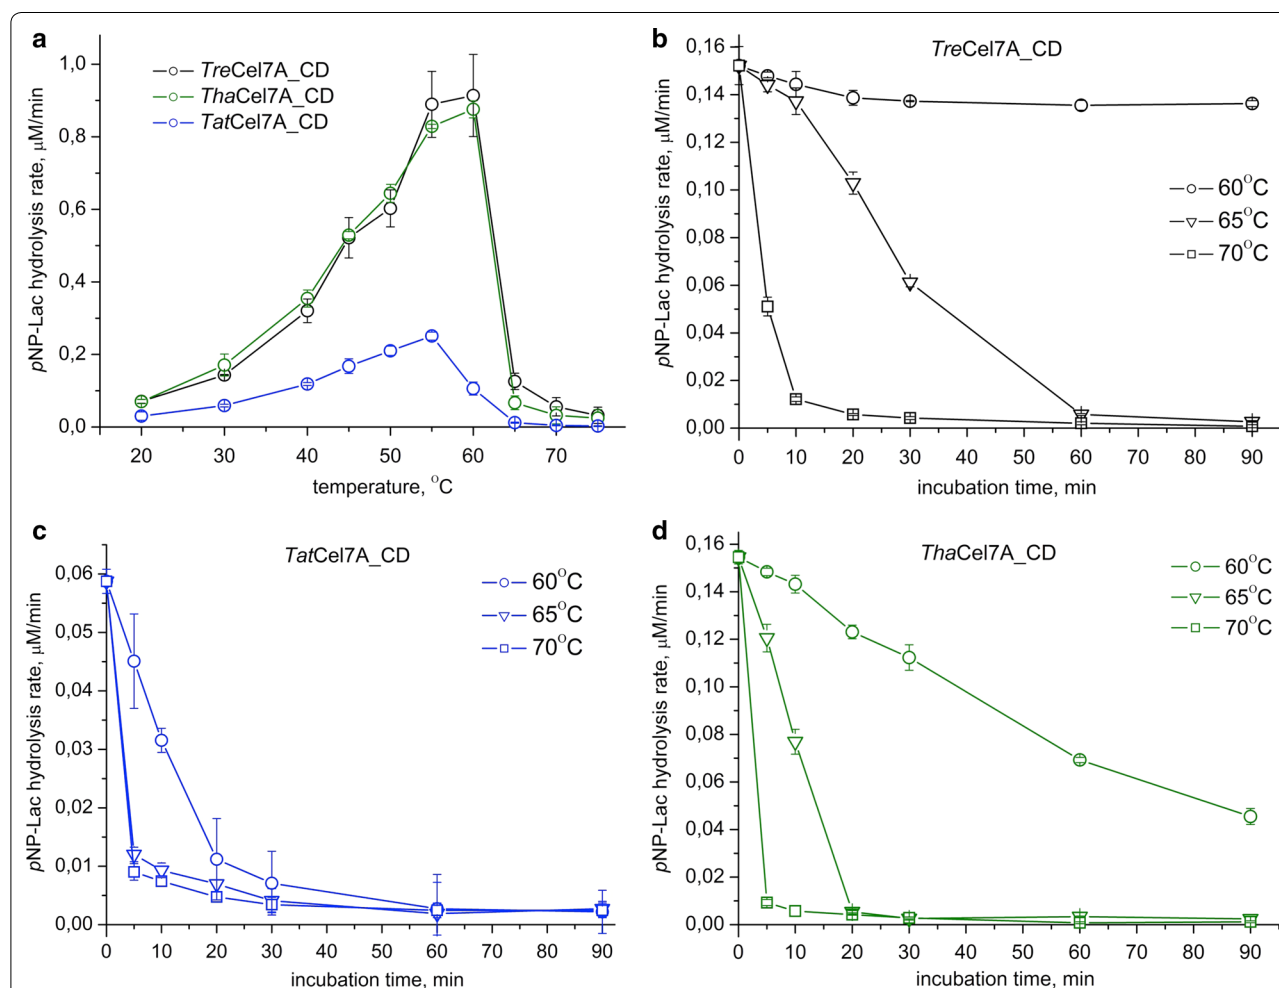 a
TreCel7A_CD
ThaCel7A_CD
TatCel7A_CD
pNP-Lac hydrolysis rate, μM/min
1,0
0,8
0,6
0,4
0,2
0,0
20 30 40 45 50 55 60 65 70 75
temperature, °C
b
TreCel7A_CD
pNP-Lac hydrolysis rate, μM/min
0,16
0,14
0,12
0,10
0,08
0,06
0,04
0,02
0,00
60°C
65°C
70°C
0 10 20 30 40 50 60 70 80 90
incubation time, min
c
TatCel7A_CD
pNP-Lac hydrolysis rate, μM/min
0,06
0,05
0,04
0,03
0,02
0,01
0,00
60°C
65°C
70°C
0 10 20 30 40 50 60 70 80 90
incubation time, min
d
ThaCel7A_CD
pNP-Lac hydrolysis rate, μM/min
0,16
0,14
0,12
0,10
0,08
0,06
0,04
0,02
0,00
60°C
65°C
70°C
0 10 20 30 40 50 60 70 80 90
incubation time, min